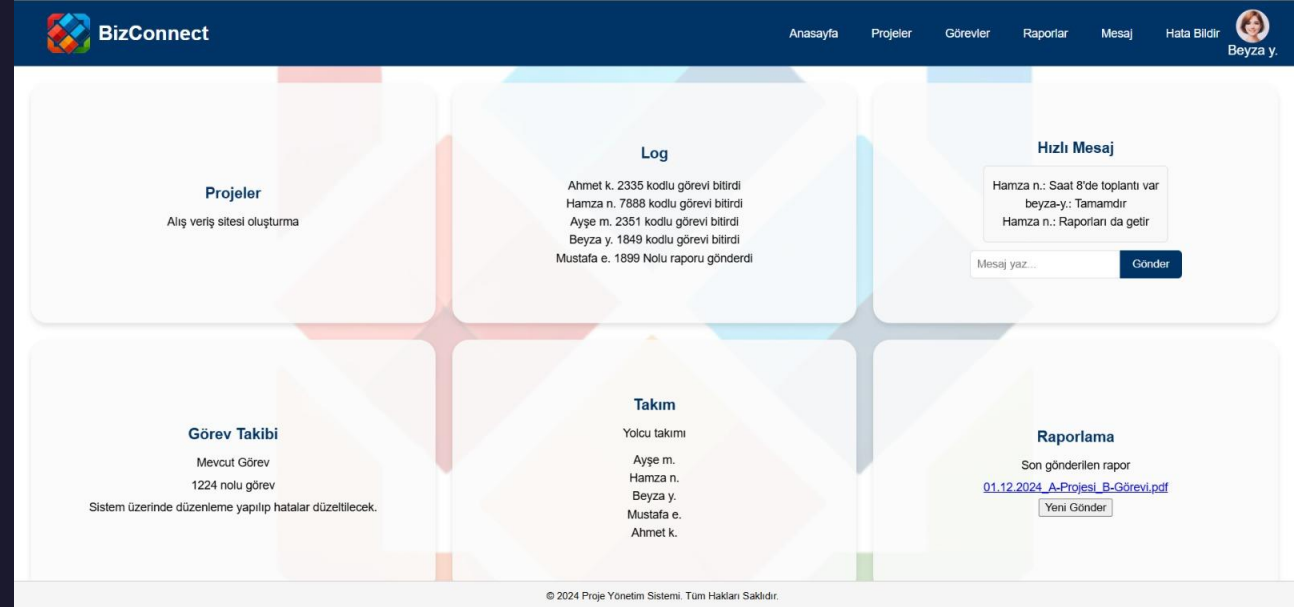 BizConnect
Anasayfa Projeler Görevler Raporlar Mesaj Hata Bildir
Beyza y.
Projeler
Alış veriş sitesi oluşturma
Log
Ahmet k. 2335 kodlu görevi bitirdi
Hamza n. 7888 kodlu görevi bitirdi
Ayşe m. 2351 kodlu görevi bitirdi
Beyza y. 1849 kodlu görevi bitirdi
Mustafa e. 1899 Nolu raporu gönderdi
Hızlı Mesaj
Hamza n.: Saat 8'de toplantı var
beyza-y.: Tamamdır
Hamza n.: Raporları da getir
Mesaj yaz...
Gönder
Görev Takibi
Mevcut Görev
1224 nolu görev
Sistem üzerinde düzenleme yapılıp hatalar düzeltilecek.
Takım
Yolcu takımı
Ayşe m.
Hamza n.
Beyza y.
Mustafa e.
Ahmet k.
Raporlama
Son gönderilen rapor
01.12.2024_A-Projesi_B-Görevi.pdf
Yeni Gönder
© 2024 Proje Yönetim Sistemi. Tüm Hakları Saklıdır.